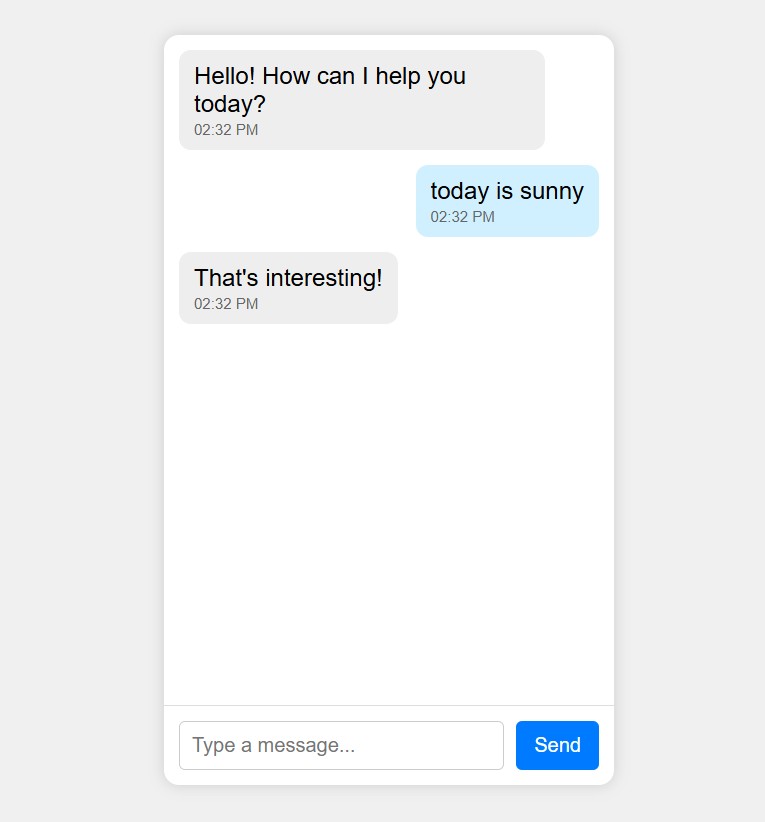 Hello! How can I help you
today?
02:32 PM
today is sunny
02:32 PM
That's interesting!
02:32 PM
Type a message...
Send